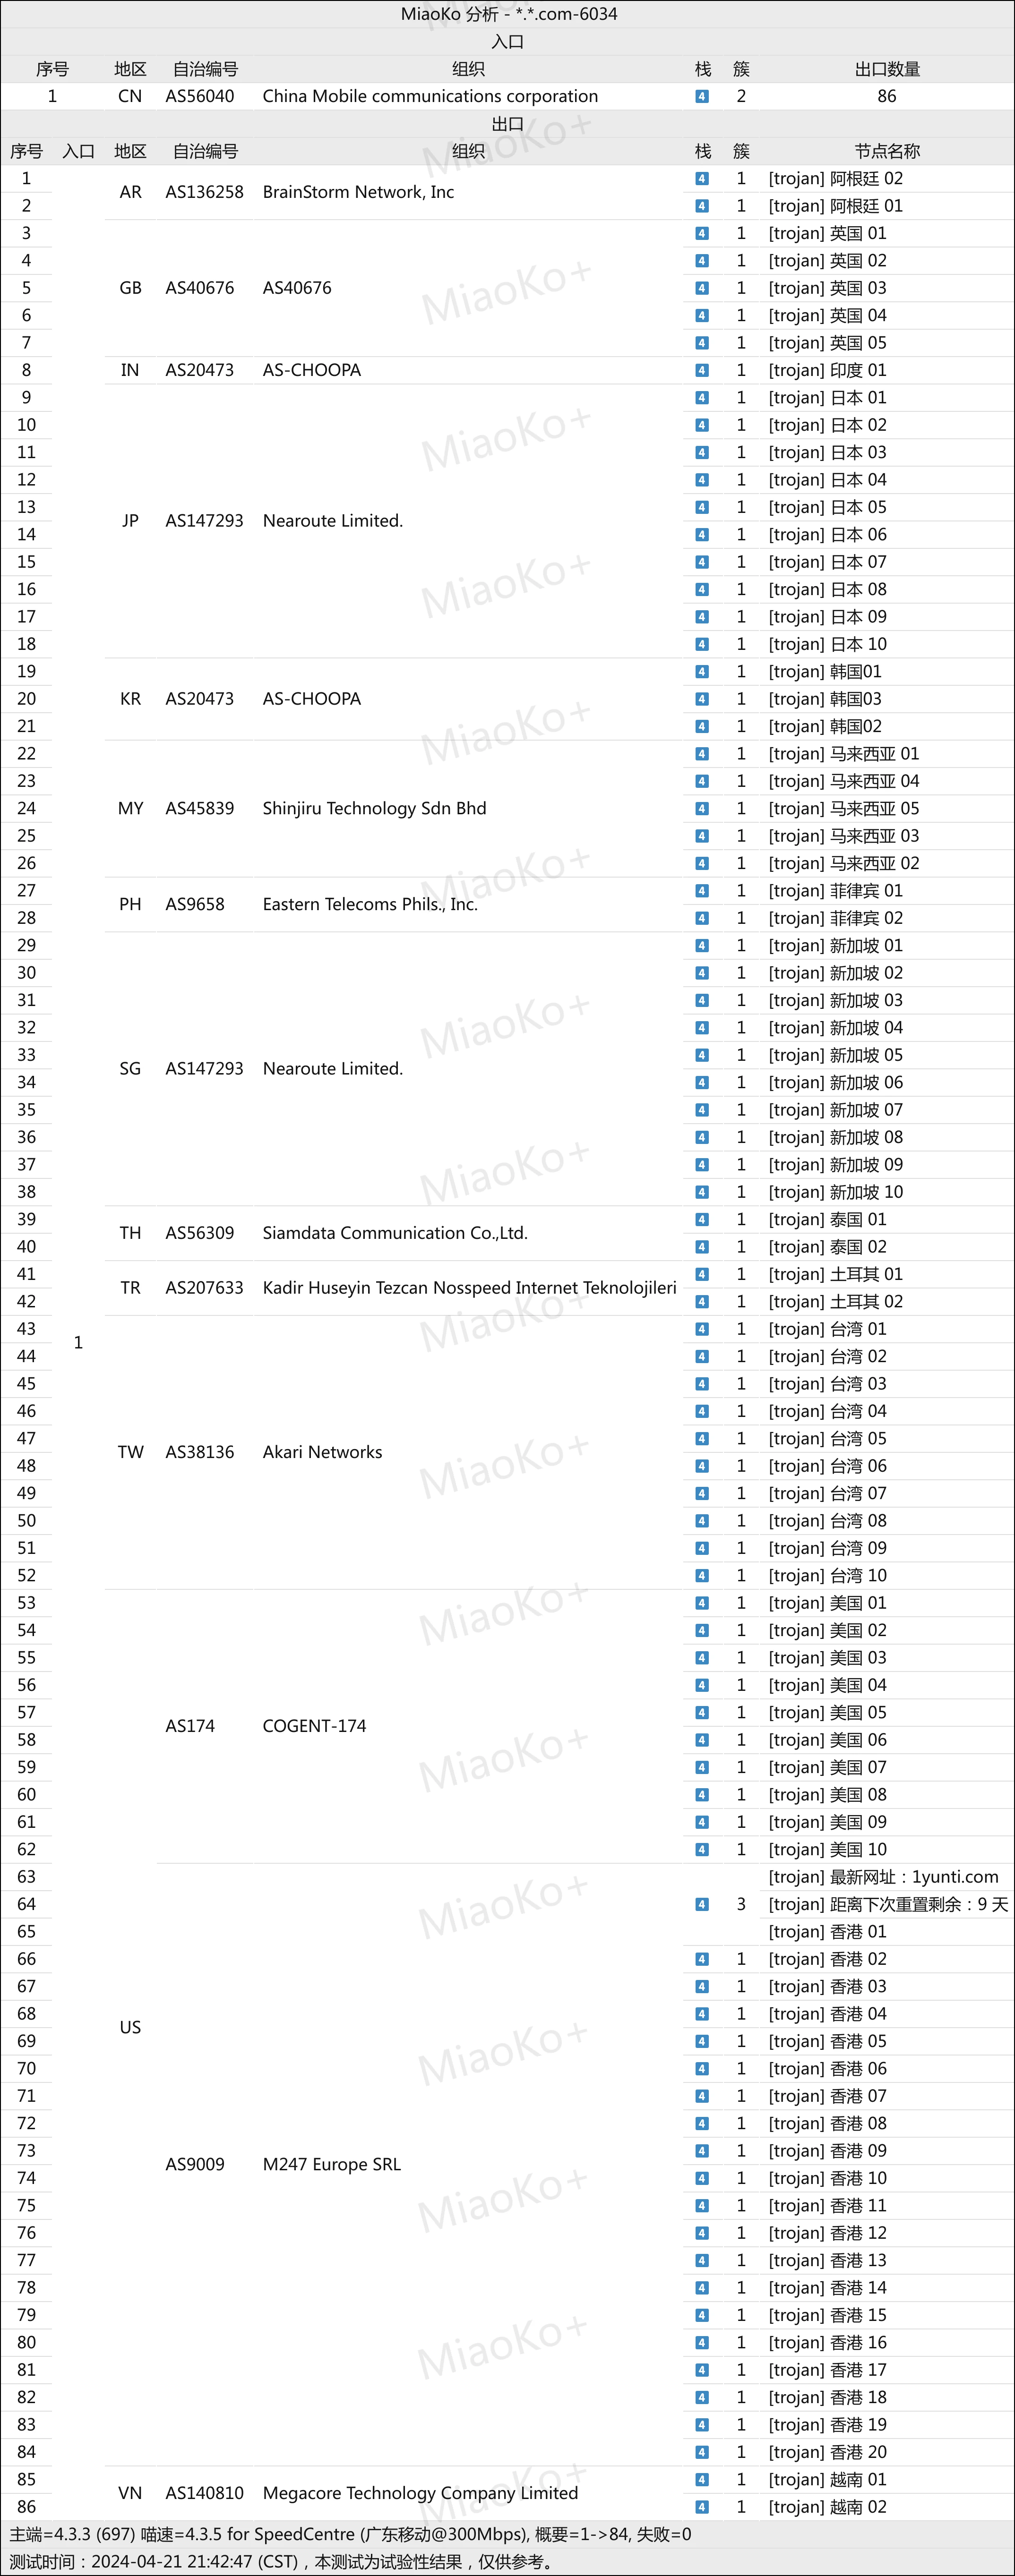 MiaoKo 分析 - *.*.com-6034
入口
序号 地区 自治编号 组织 栈 簇 出口数量
1 CN AS56040 China Mobile communications corporation 4 2 86
出口
序号 入口 地区 自治编号 组织 栈 簇 节点名称
1 4 1 [trojan] 阿根廷 02
AR AS136258 BrainStorm Network, Inc
2 4 1 [trojan] 阿根廷 01
3 4 1 [trojan] 英国 01
4 4 1 [trojan] 英国 02
5 GB AS40676 AS40676 4 1 [trojan] 英国 03
6 4 1 [trojan] 英国 04
7 4 1 [trojan] 英国 05
8 IN AS20473 AS-CHOOPA 4 1 [trojan] 印度 01
9 4 1 [trojan] 日本 01
10 4 1 [trojan] 日本 02
11 4 1 [trojan] 日本 03
12 4 1 [trojan] 日本 04
13 4 1 [trojan] 日本 05
JP AS147293 Nearoute Limited.
14 4 1 [trojan] 日本 06
15 4 1 [trojan] 日本 07
16 4 1 [trojan] 日本 08
17 4 1 [trojan] 日本 09
18 4 1 [trojan] 日本 10
19 4 1 [trojan] 韩国01
20 KR AS20473 AS-CHOOPA 4 1 [trojan] 韩国03
21 4 1 [trojan] 韩国02
22 4 1 [trojan] 马来西亚 01
23 4 1 [trojan] 马来西亚 04
24 MY AS45839 Shinjiru Technology Sdn Bhd 4 1 [trojan] 马来西亚 05
25 4 1 [trojan] 马来西亚 03
26 4 1 [trojan] 马来西亚 02
27 4 1 [trojan] 菲律宾 01
PH AS9658 Eastern Telecoms Phils., Inc.
28 4 1 [trojan] 菲律宾 02
29 4 1 [trojan] 新加坡 01
30 4 1 [trojan] 新加坡 02
31 4 1 [trojan] 新加坡 03
32 4 1 [trojan] 新加坡 04
33 4 1 [trojan] 新加坡 05
SG AS147293 Nearoute Limited.
34 4 1 [trojan] 新加坡 06
35 4 1 [trojan] 新加坡 07
36 4 1 [trojan] 新加坡 08
37 4 1 [trojan] 新加坡 09
38 4 1 [trojan] 新加坡 10
39 4 1 [trojan] 泰国 01
TH AS56309 Siamdata Communication Co.,Ltd.
40 4 1 [trojan] 泰国 02
41 4 1 [trojan] 土耳其 01
TR AS207633 Kadir Huseyin Tezcan Nosspeed Internet Teknolojileri
42 4 1 [trojan] 土耳其 02
43 4 1 [trojan] 台湾 01
1
44 4 1 [trojan] 台湾 02
45 4 1 [trojan] 台湾 03
46 4 1 [trojan] 台湾 04
47 4 1 [trojan] 台湾 05
TW AS38136 Akari Networks
48 4 1 [trojan] 台湾 06
49 4 1 [trojan] 台湾 07
50 4 1 [trojan] 台湾 08
51 4 1 [trojan] 台湾 09
52 4 1 [trojan] 台湾 10
53 4 1 [trojan] 美国 01
54 4 1 [trojan] 美国 02
55 4 1 [trojan] 美国 03
56 4 1 [trojan] 美国 04
57 4 1 [trojan] 美国 05
AS174 COGENT-174
58 4 1 [trojan] 美国 06
59 4 1 [trojan] 美国 07
60 4 1 [trojan] 美国 08
61 4 1 [trojan] 美国 09
62 4 1 [trojan] 美国 10
63 [trojan] 最新网址：1yunti.com
64 4 3 [trojan] 距离下次重置剩余：9 天
65 [trojan] 香港 01
66 4 1 [trojan] 香港 02
67 4 1 [trojan] 香港 03
68 4 1 [trojan] 香港 04
US
69 4 1 [trojan] 香港 05
70 4 1 [trojan] 香港 06
71 4 1 [trojan] 香港 07
72 4 1 [trojan] 香港 08
73 4 1 [trojan] 香港 09
AS9009 M247 Europe SRL
74 4 1 [trojan] 香港 10
75 4 1 [trojan] 香港 11
76 4 1 [trojan] 香港 12
77 4 1 [trojan] 香港 13
78 4 1 [trojan] 香港 14
79 4 1 [trojan] 香港 15
80 4 1 [trojan] 香港 16
81 4 1 [trojan] 香港 17
82 4 1 [trojan] 香港 18
83 4 1 [trojan] 香港 19
84 4 1 [trojan] 香港 20
85 4 1 [trojan] 越南 01
VN AS140810 Megacore Technology Company Limited
86 4 1 [trojan] 越南 02
主端=4.3.3 (697) 喵速=4.3.5 for SpeedCentre (广东移动@300Mbps), 概要=1->84, 失败=0
测试时间：2024-04-21 21:42:47 (CST)，本测试为试验性结果，仅供参考。